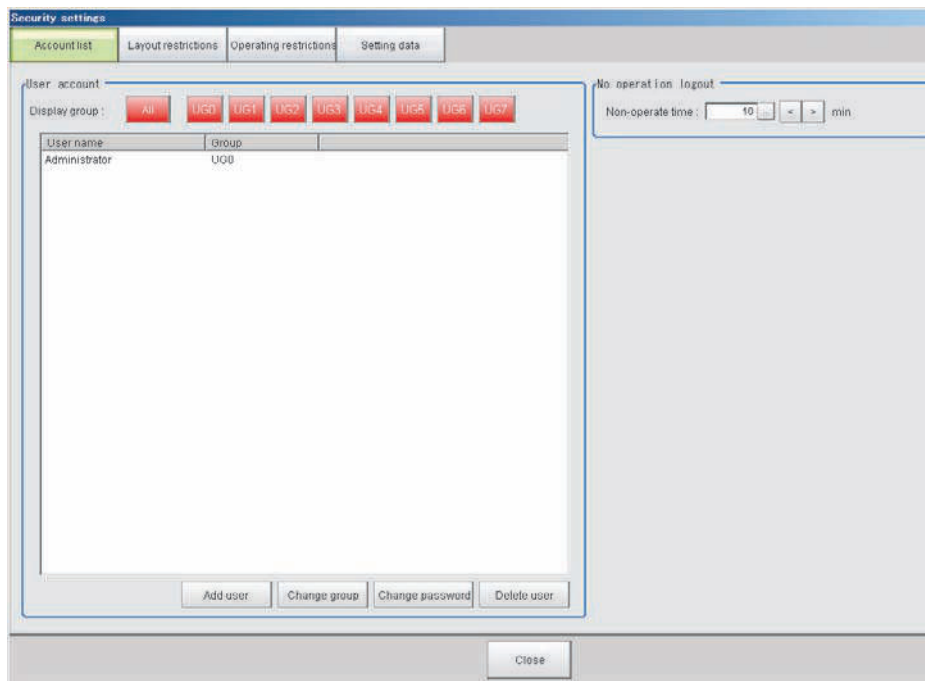 Security settings
Account list Layout restrictions Operating restrictions Setting data
User account
Display group : All UG0 UG1 UG2 UG3 UG4 UG5 UG6 UG7
User name Group
Administrator UG0
Add user Change group Change password Delete user
No operation logout
Non-operate time : 10 ... < > min
Close